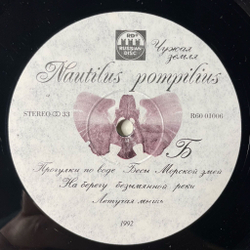 RDR
RUSSIAN
DISC
Чужая
земля
Nautilus pompilius
STEREO 33
R60 01006
Б
Прогулки по воде Бесы Морской змей
На берегу безымянной реки
Летучая мышь
1992